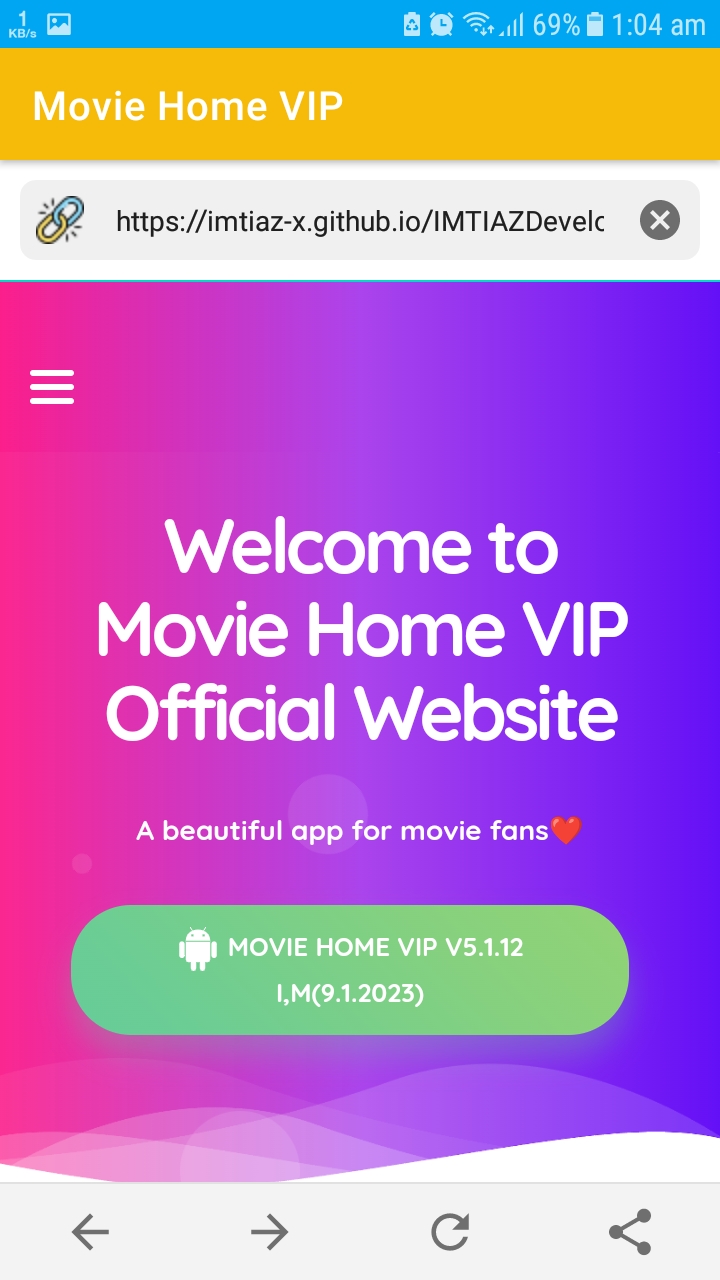 1
KB/s
69% 1:04 am
Movie Home VIP
https://imtiaz-x.github.io/IMTIAZDevelc
Welcome to
Movie Home VIP
Official Website
A beautiful app for movie fans❤️
MOVIE HOME VIP V5.1.12
I,M(9.1.2023)